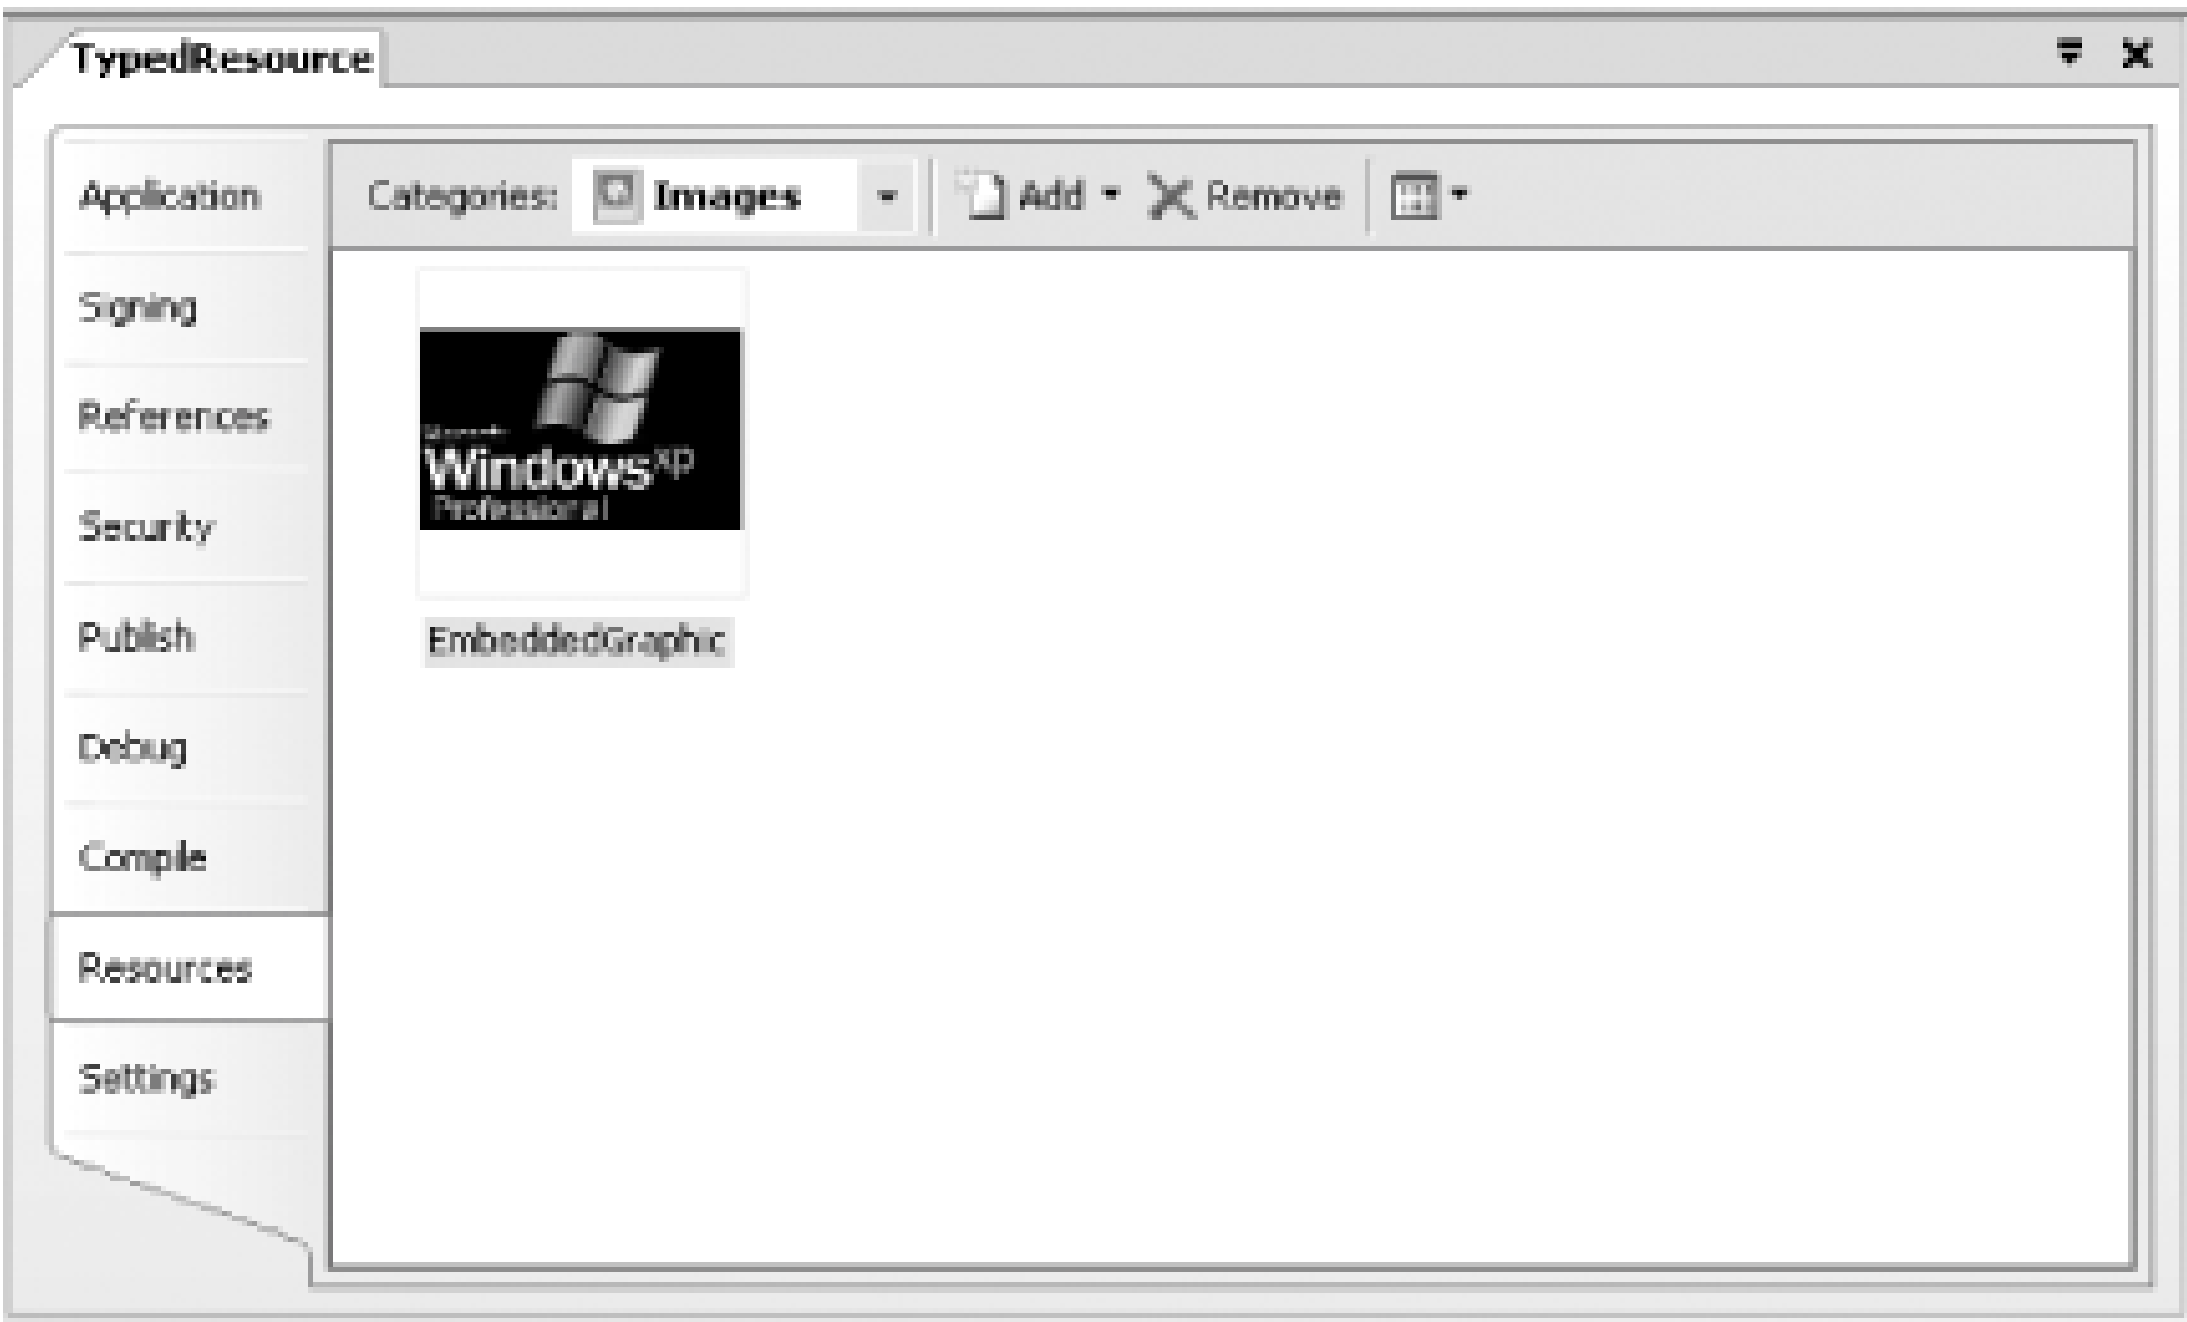 TypedResource
Categories: Images Add Remove
Application
Signing
References
Security
Publish
Debug
Compile
Resources
Settings
Windows xp
Professional
EmbeddedGraphic